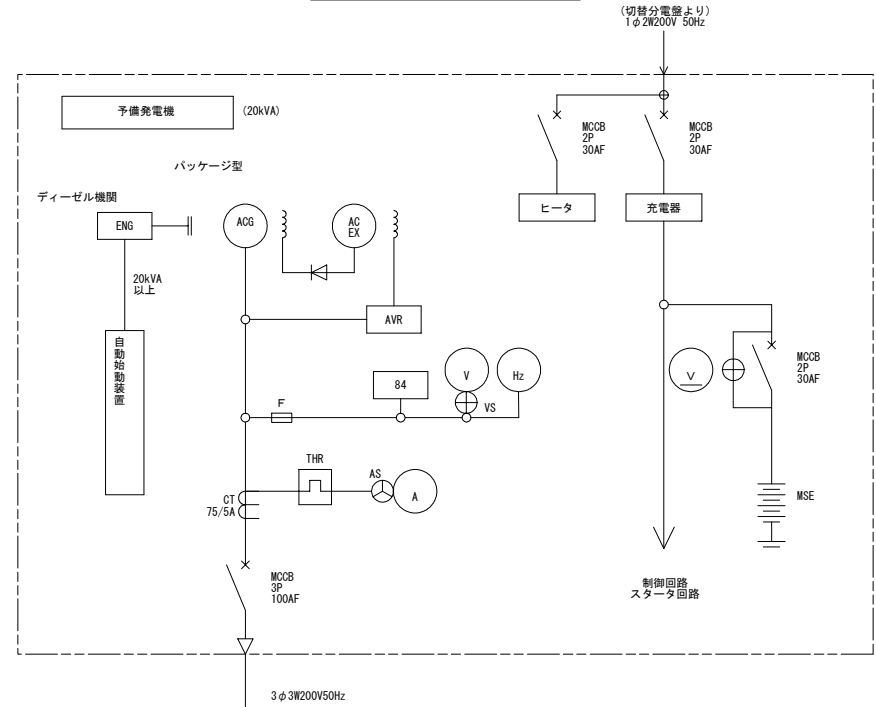 (切替分電盤より)
1φ2W200V 50Hz
予備発電機
(20kVA)
パッケージ型
ディーゼル機関
ENG
20kVA
以上
自動始動装置
ACG
AC
EX
AVR
MCCB
2P
30AF
MCCB
2P
30AF
ヒータ
充電器
84
V
Hz
VS
F
THR
AS
A
CT
75/5A
MCCB
3P
100AF
V
MCCB
2P
30AF
MSE
制御回路
スタータ回路
3φ3W200V50Hz